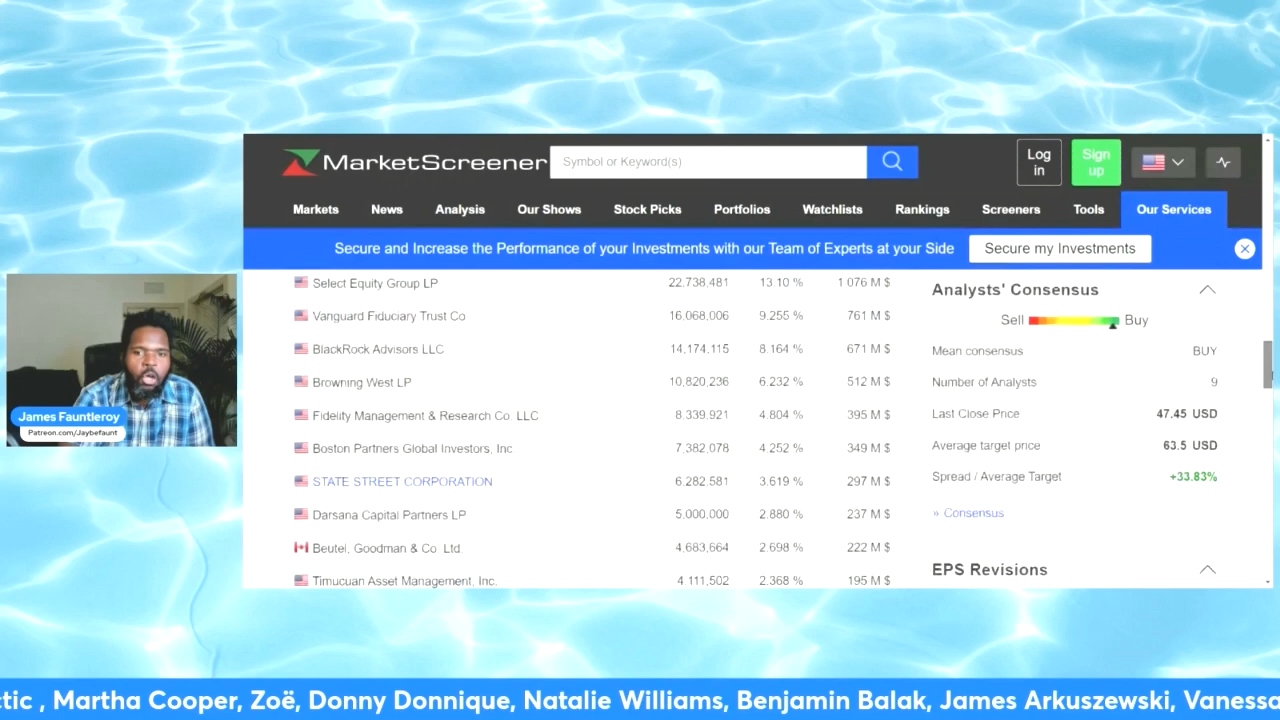 MarketScreener
Symbol or Keyword(s)
Log
in
Sign
up
Markets News Analysis Our Shows Stock Picks Portfolios Watchlists Rankings Screeners Tools Our Services
Secure and Increase the Performance of your Investments with our Team of Experts at your Side Secure my Investments
Select Equity Group LP 22,738,481 13.10 % 1 076 M $
Vanguard Fiduciary Trust Co. 16,068,006 9.255 % 761 M $
BlackRock Advisors LLC 14,174,115 8.164 % 671 M $
Browning West LP 10,820,236 6.232 % 512 M $
Fidelity Management & Research Co. LLC 8,339,921 4.804 % 395 M $
Boston Partners Global Investors, Inc. 7,382,078 4.252 % 349 M $
STATE STREET CORPORATION 6,282,581 3.619 % 297 M $
Darsana Capital Partners LP 5,000,000 2.880 % 237 M $
Beutel, Goodman & Co. Ltd. 4,683,664 2.698 % 222 M $
Timucuan Asset Management, Inc. 4,111,502 2.368 % 195 M $
Analysts' Consensus
Sell Buy
Mean consensus BUY
Number of Analysts 9
Last Close Price 47.45 USD
Average target price 63.5 USD
Spread / Average Target +33.83%
» Consensus
EPS Revisions
James Fauntleroy
Patreon.com/Jaybefaunt
ctic , Martha Cooper, Zoë, Donny Donnique, Natalie Williams, Benjamin Balak, James Arkuszewski, Vanessa